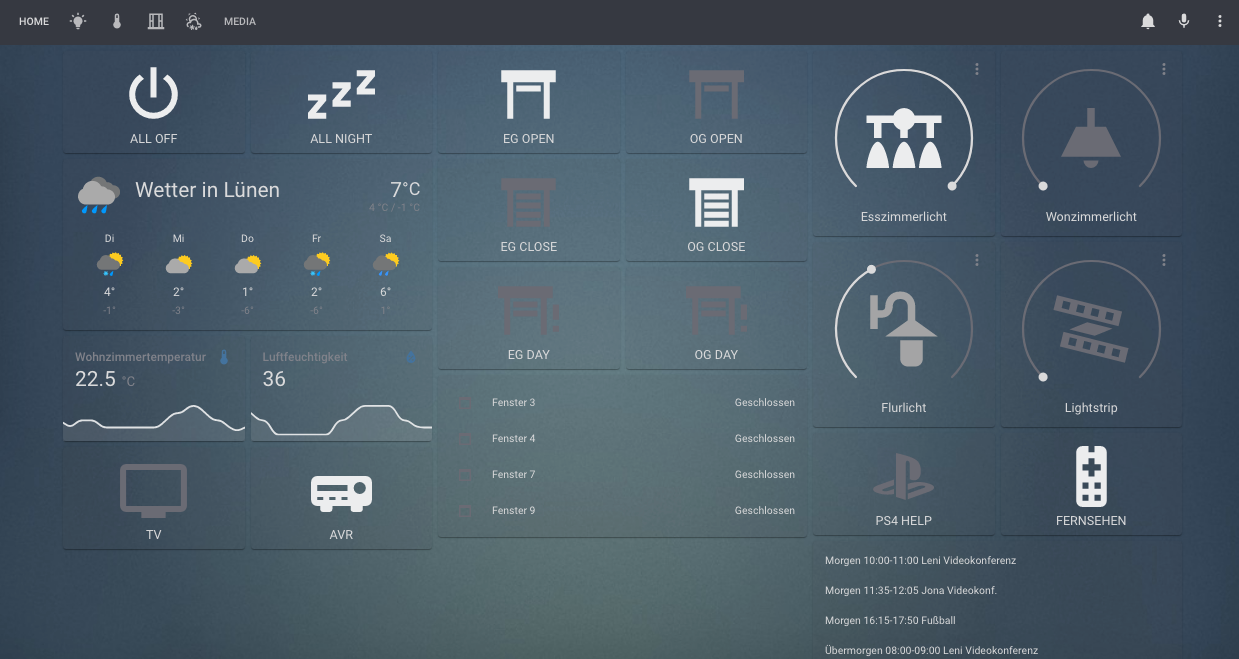 HOME MEDIA
ALL OFF
ALL NIGHT
EG OPEN
OG OPEN
Wetter in Lünen
7°C
4 °C / -1 °C
Di Mi Do Fr Sa
4° 2° 1° 2° 6°
-1° -3° -6° -6° 1°
EG CLOSE
OG CLOSE
EG DAY
OG DAY
Esszimmerlicht
Wonzimmerlicht
Flurlicht
Lightstrip
Wohnzimmertemperatur
22.5 °C
Luftfeuchtigkeit
36
TV
AVR
Fenster 3 Geschlossen
Fenster 4 Geschlossen
Fenster 7 Geschlossen
Fenster 9 Geschlossen
PS4 HELP
FERNSEHEN
Morgen 10:00-11:00 Leni Videokonferenz
Morgen 11:35-12:05 Jona Videokonf.
Morgen 16:15-17:50 Fußball
Übermorgen 08:00-09:00 Leni Videokonferenz